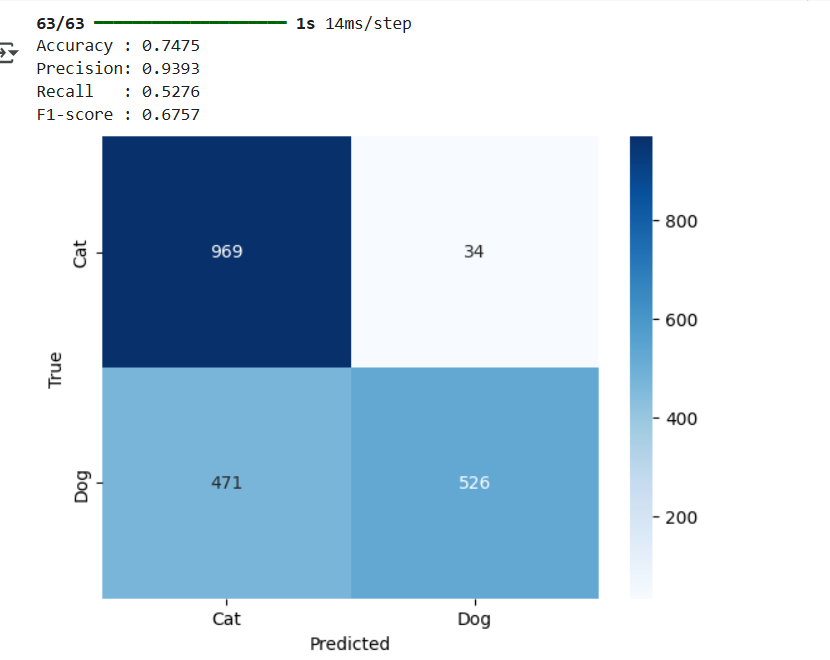 63/63 ━━━━━━━━━━━━━━━━━━━━ 1s 14ms/step
Accuracy : 0.7475
Precision: 0.9393
Recall   : 0.5276
F1-score : 0.6757
Cat
969
34
800
600
True
400
Dog
471
526
200
Cat
Dog
Predicted